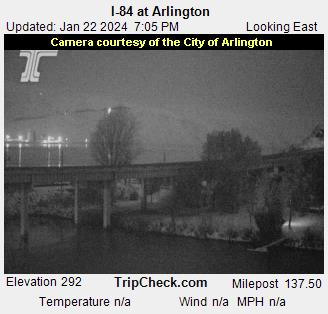 I-84 at Arlington
Updated: Jan 22 2024 7:05 PM Looking East
Camera courtesy of the City of Arlington
Elevation 292 TripCheck.com Milepost 137.50
Temperature n/a Wind n/a MPH n/a